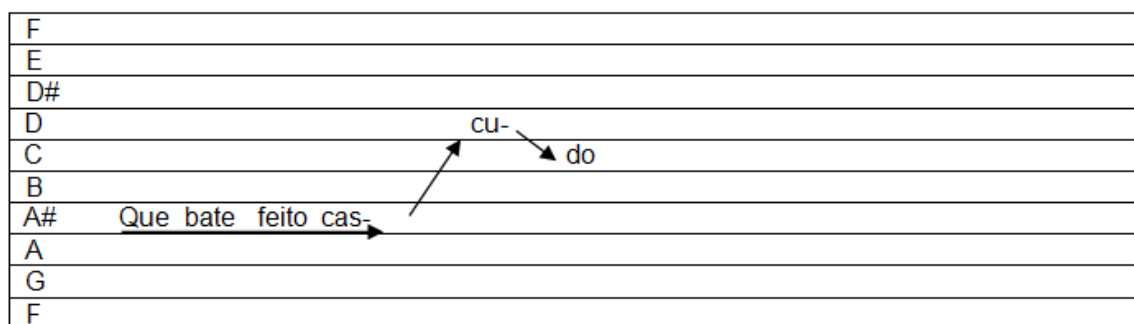 F
E
D#
D cu-
C do
B
A# Que bate feito cas-
A
G
F